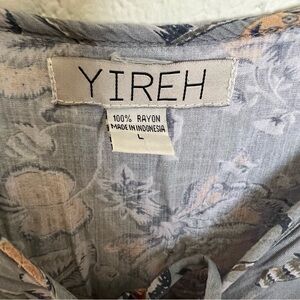 YIREH
100% RAYON
MADE IN INDONESIA
L